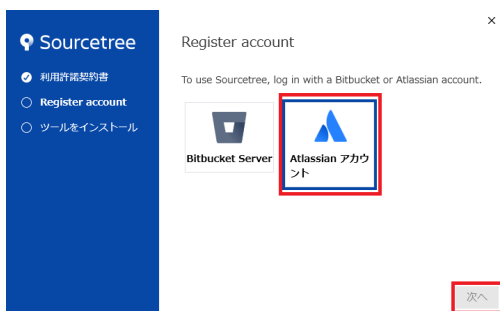 Sourcetree
利用許諾契約書
Register account
ツールをインストール
×
Register account
To use Sourcetree, log in with a Bitbucket or Atlassian account.
Bitbucket Server
Atlassian アカウ
ント
次へ